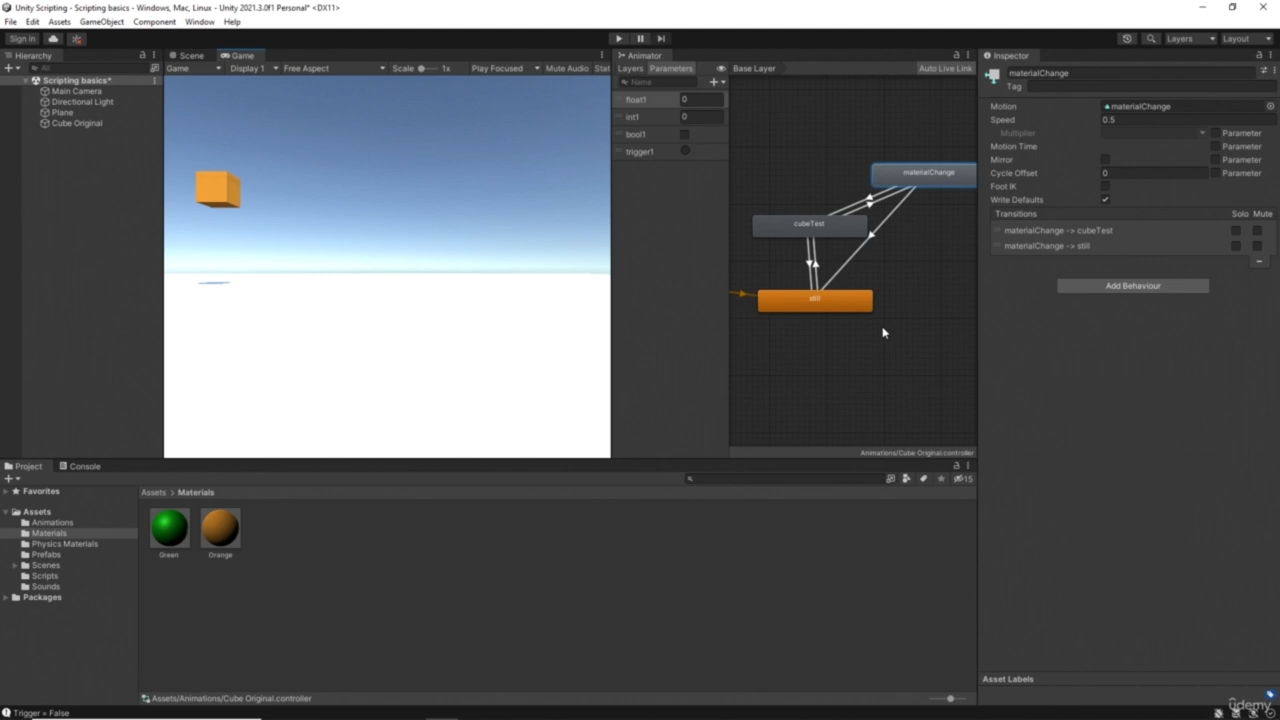 Unity Scripting - Scripting basics - Windows, Mac, Linux - Unity 2021.3.0f1 Personal* <DX11>
File Edit Assets GameObject Component Window Help
Sign in
Layers Layout
Hierarchy
All
Scripting basics*
Main Camera
Directional Light
Plane
Cube Original
Scene Game
Game Display 1 Free Aspect Scale 1x Play Focused Mute Audio Stat
Animator
Layers Parameters Base Layer Auto Live Link
Name
float1 0
int1 0
bool1
trigger1
materialChange
cubeTest
still
Animations/Cube Original.controller
Inspector
materialChange
Tag
Motion materialChange
Speed 0.5
Multiplier Parameter
Motion Time Parameter
Mirror Parameter
Cycle Offset 0 Parameter
Foot IK
Write Defaults
Transitions Solo Mute
materialChange -> cubeTest
materialChange -> still
Add Behaviour
Asset Labels
Project Console
15
Favorites
Assets
Animations
Materials
Physics Materials
Prefabs
Scenes
Scripts
Sounds
Packages
Assets > Materials
Green Orange
Assets/Animations/Cube Original.controller
Trigger = False
udemy